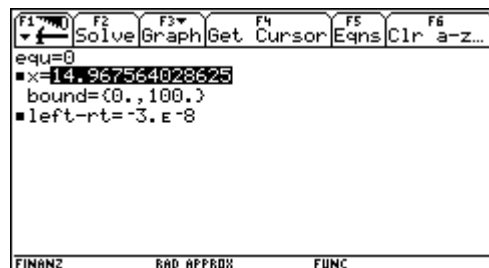 F1 F2 F3 F4 F5 F6
Solve Graph Get Cursor Eqns Clr a-z…
equ=0
▪x=14.967564028625
bound={0.,100.}
▪left-rt=⁻3.ᴇ⁻8
FINANZ RAD APPROX FUNC